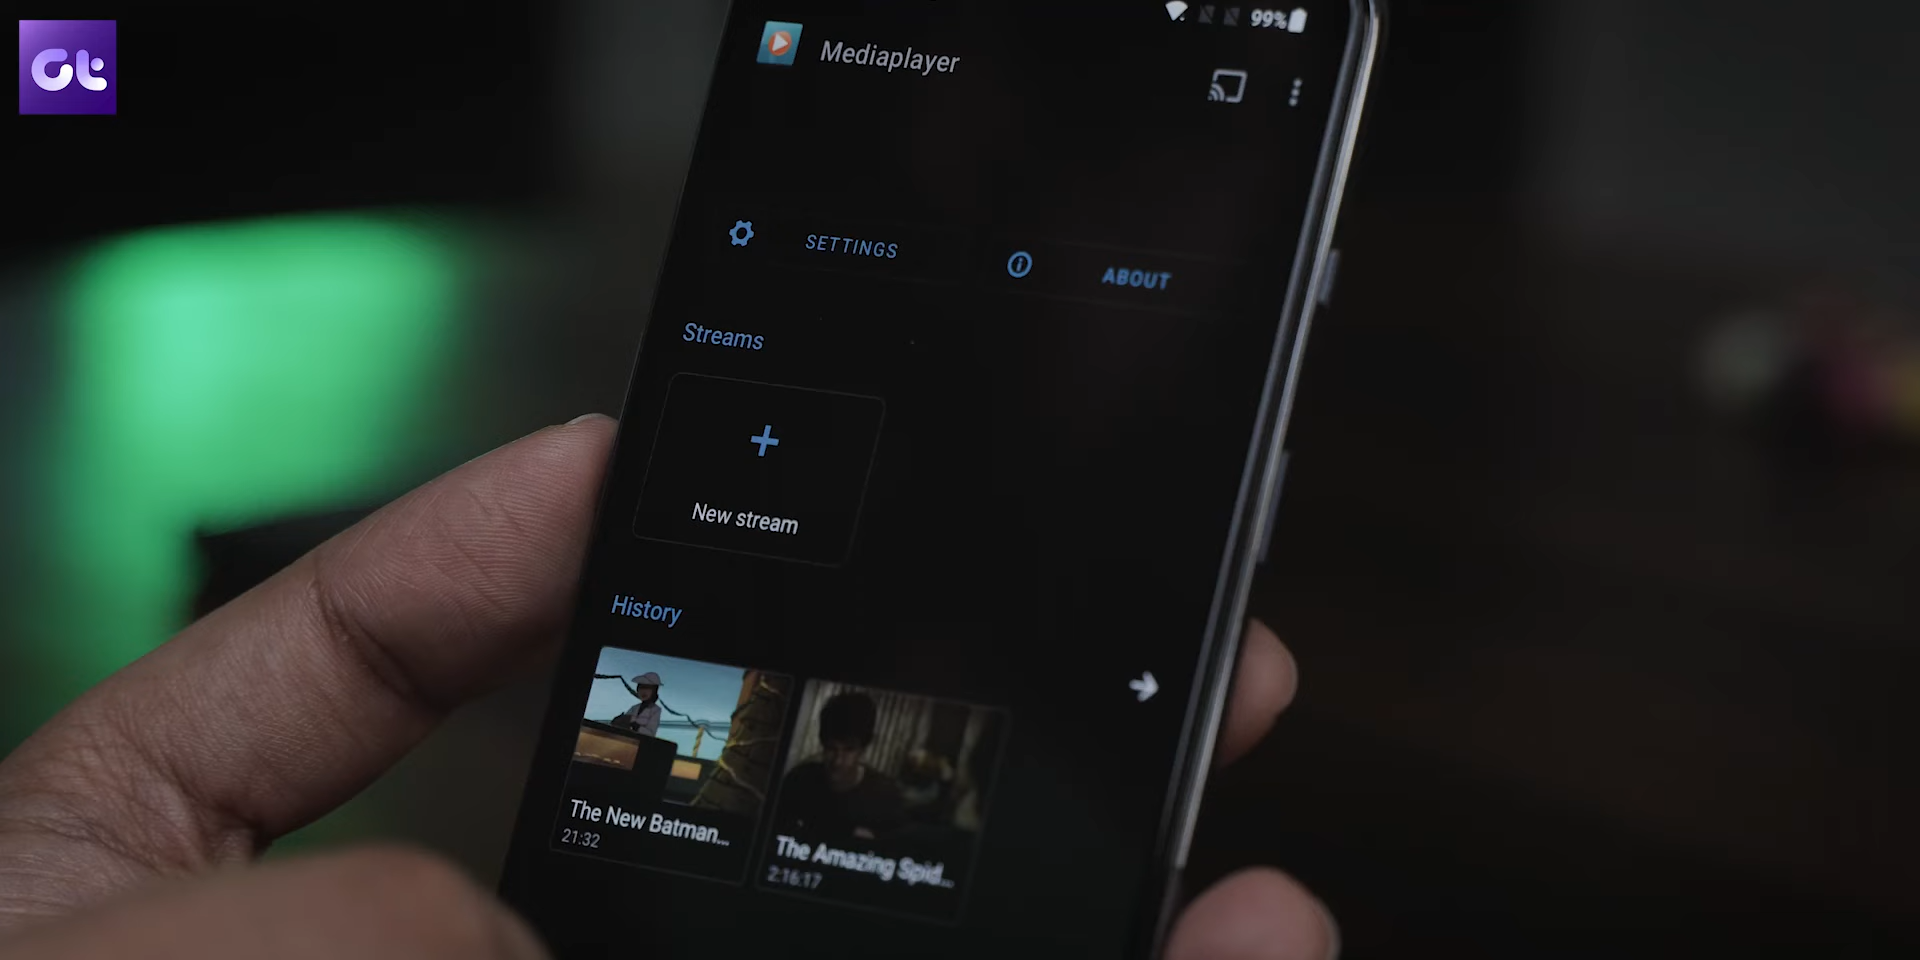 Gt
99%
Mediaplayer
SETTINGS
ABOUT
Streams
New stream
History
The New Batman...
21:32
The Amazing Spid...
2:16:17